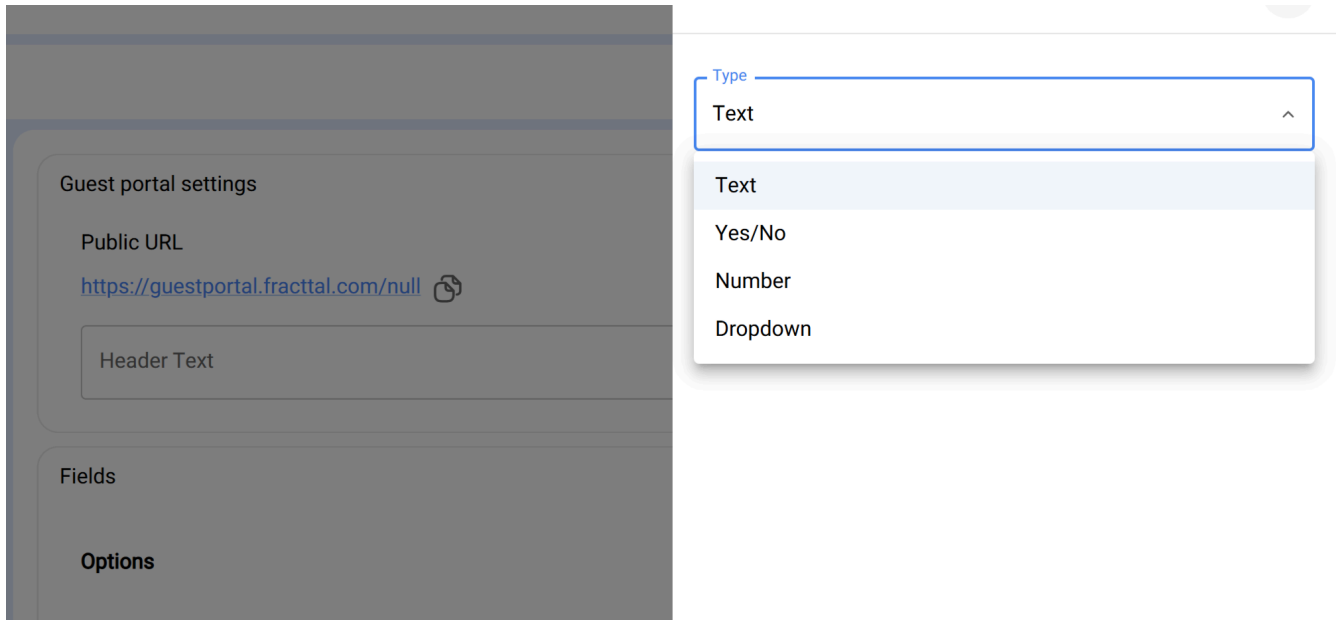 Guest portal settings
Public URL
https://guestportal.fracttal.com/null
Header Text
Fields
Options
Type
Text
Text
Yes/No
Number
Dropdown